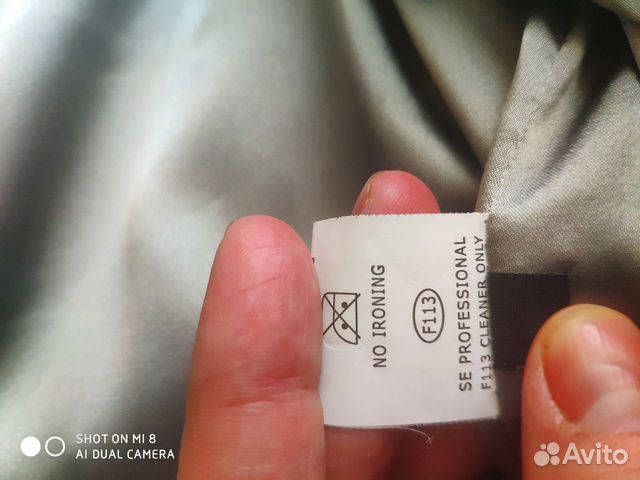 NO IRONING
F113
SE PROFESSIONAL
F113 CLEANER ONLY
SHOT ON MI 8
AI DUAL CAMERA
Avito